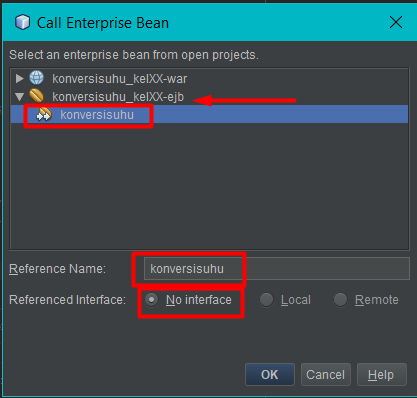 Call Enterprise Bean
Select an enterprise bean from open projects.
konversisuhu_kelXX-war
konversisuhu_kelXX-ejb
konversisuhu
Reference Name: konversisuhu
Referenced Interface: No interface Local Remote
OK Cancel Help